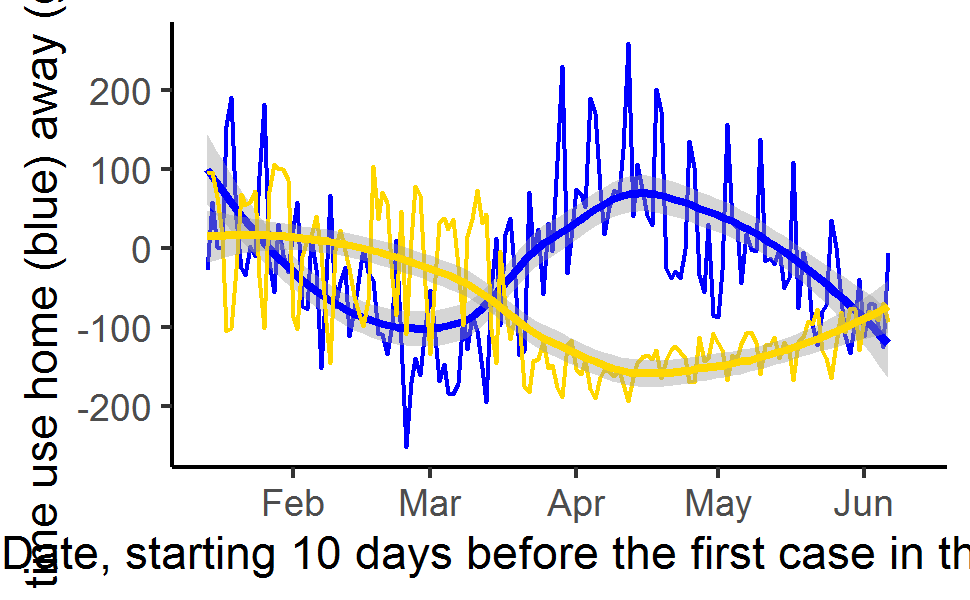 time use home (blue) away (
200
100
0
-100
-200
Feb Mar Apr May Jun
Date, starting 10 days before the first case in th